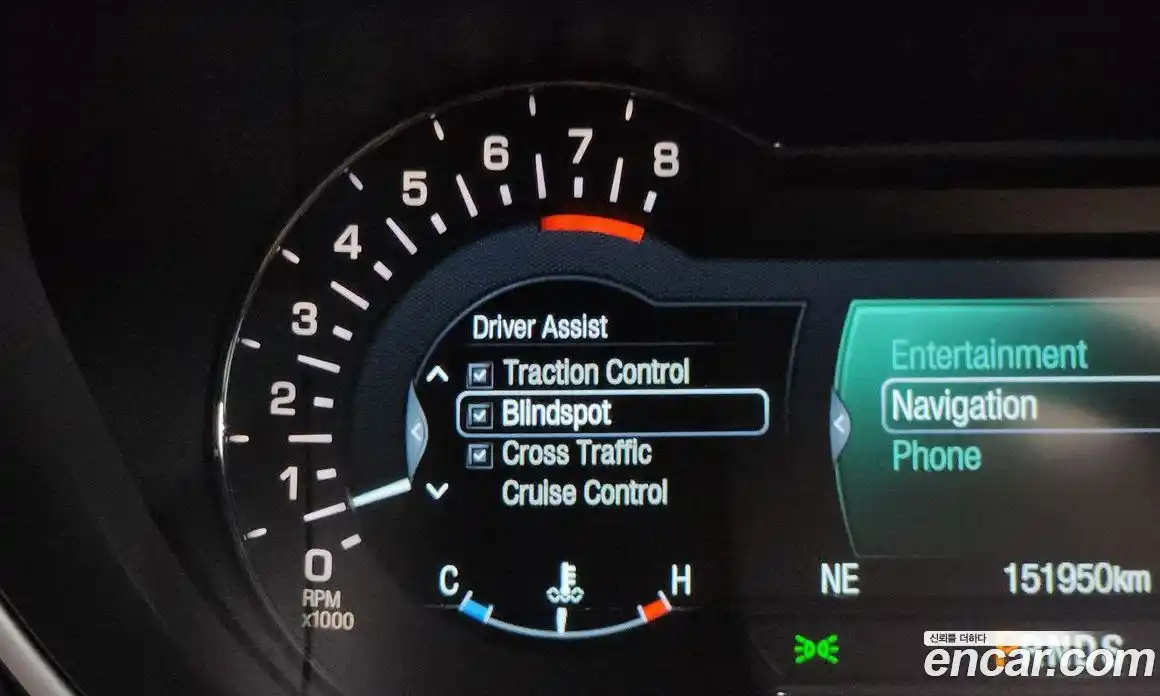 8
7
6
5
4
3
2
1
0
RPM
x1000
Driver Assist
Traction Control
Blindspot
Cross Traffic
Cruise Control
C
H
Entertainment
Navigation
Phone
NE
151950km
신뢰를 더하다
encar.com